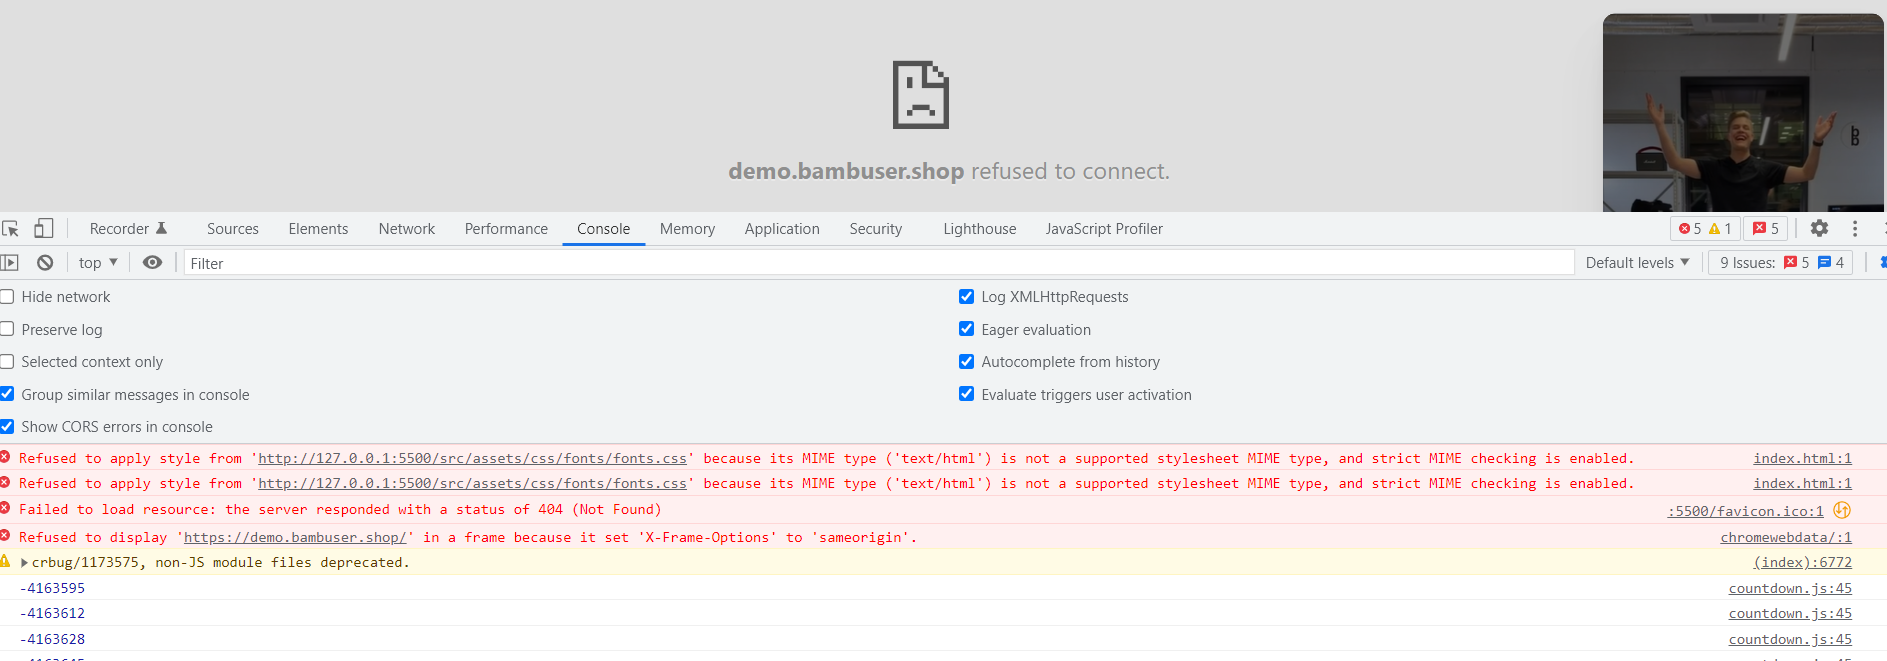 demo.bambuser.shop refused to connect.
Recorder Sources Elements Network Performance Console Memory Application Security Lighthouse JavaScript Profiler 5 1 5
top Filter Default levels 9 Issues: 5 4
Hide network Log XMLHttpRequests
Preserve log Eager evaluation
Selected context only Autocomplete from history
Group similar messages in console Evaluate triggers user activation
Show CORS errors in console
Refused to apply style from 'http://127.0.0.1:5500/src/assets/css/fonts/fonts.css' because its MIME type ('text/html') is not a supported stylesheet MIME type, and strict MIME checking is enabled. index.html:1
Refused to apply style from 'http://127.0.0.1:5500/src/assets/css/fonts/fonts.css' because its MIME type ('text/html') is not a supported stylesheet MIME type, and strict MIME checking is enabled. index.html:1
Failed to load resource: the server responded with a status of 404 (Not Found) :5500/favicon.ico:1
Refused to display 'https://demo.bambuser.shop/' in a frame because it set 'X-Frame-Options' to 'sameorigin'. chromewebdata/:1
crbug/1173575, non-JS module files deprecated. (index):6772
-4163595 countdown.js:45
-4163612 countdown.js:45
-4163628 countdown.js:45